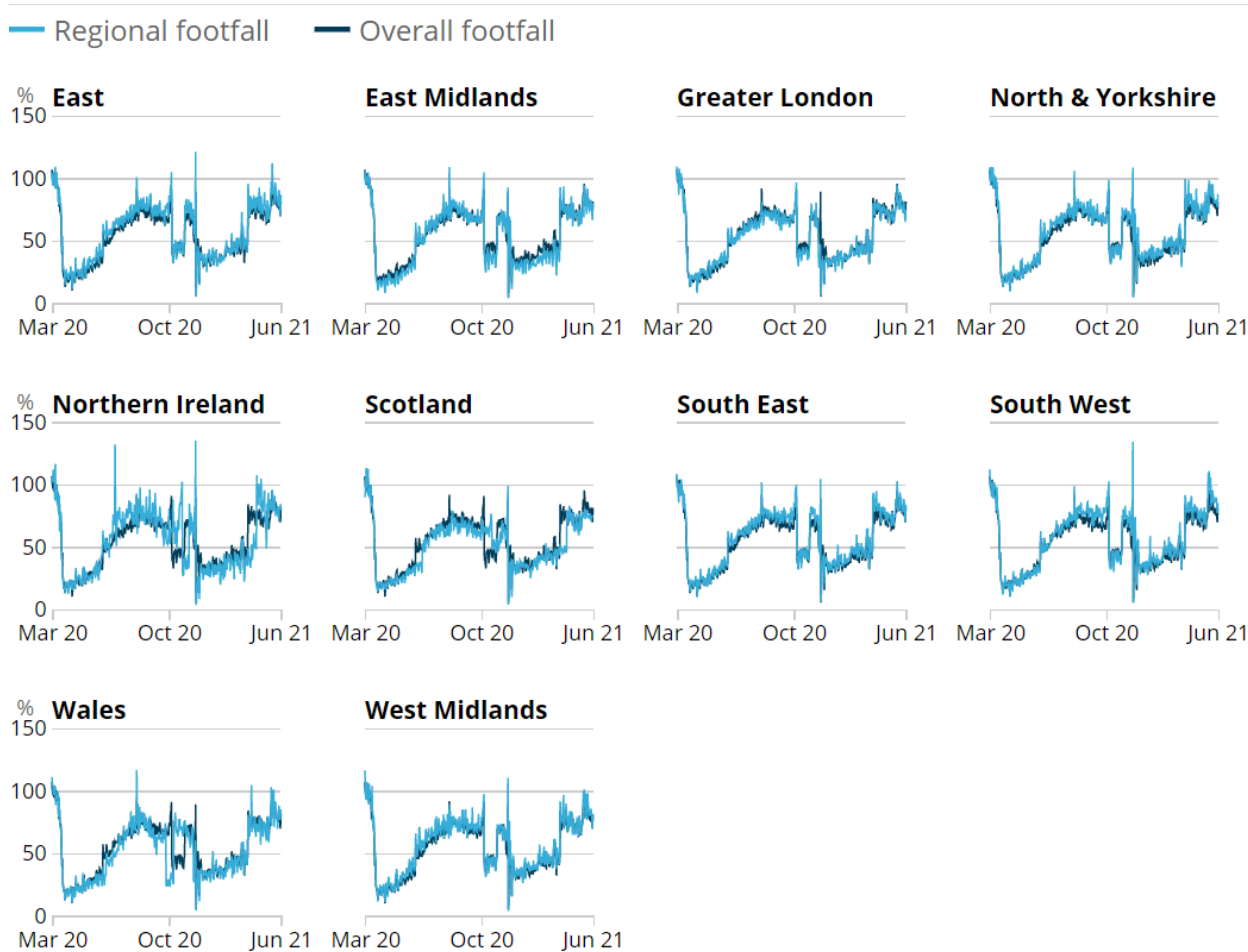 Regional footfall Overall footfall
% East East Midlands Greater London North & Yorkshire
150
100
50
0
Mar 20 Oct 20 Jun 21 Mar 20 Oct 20 Jun 21 Mar 20 Oct 20 Jun 21 Mar 20 Oct 20 Jun 21
% Northern Ireland Scotland South East South West
150
100
50
0
Mar 20 Oct 20 Jun 21 Mar 20 Oct 20 Jun 21 Mar 20 Oct 20 Jun 21 Mar 20 Oct 20 Jun 21
% Wales West Midlands
150
100
50
0
Mar 20 Oct 20 Jun 21 Mar 20 Oct 20 Jun 21